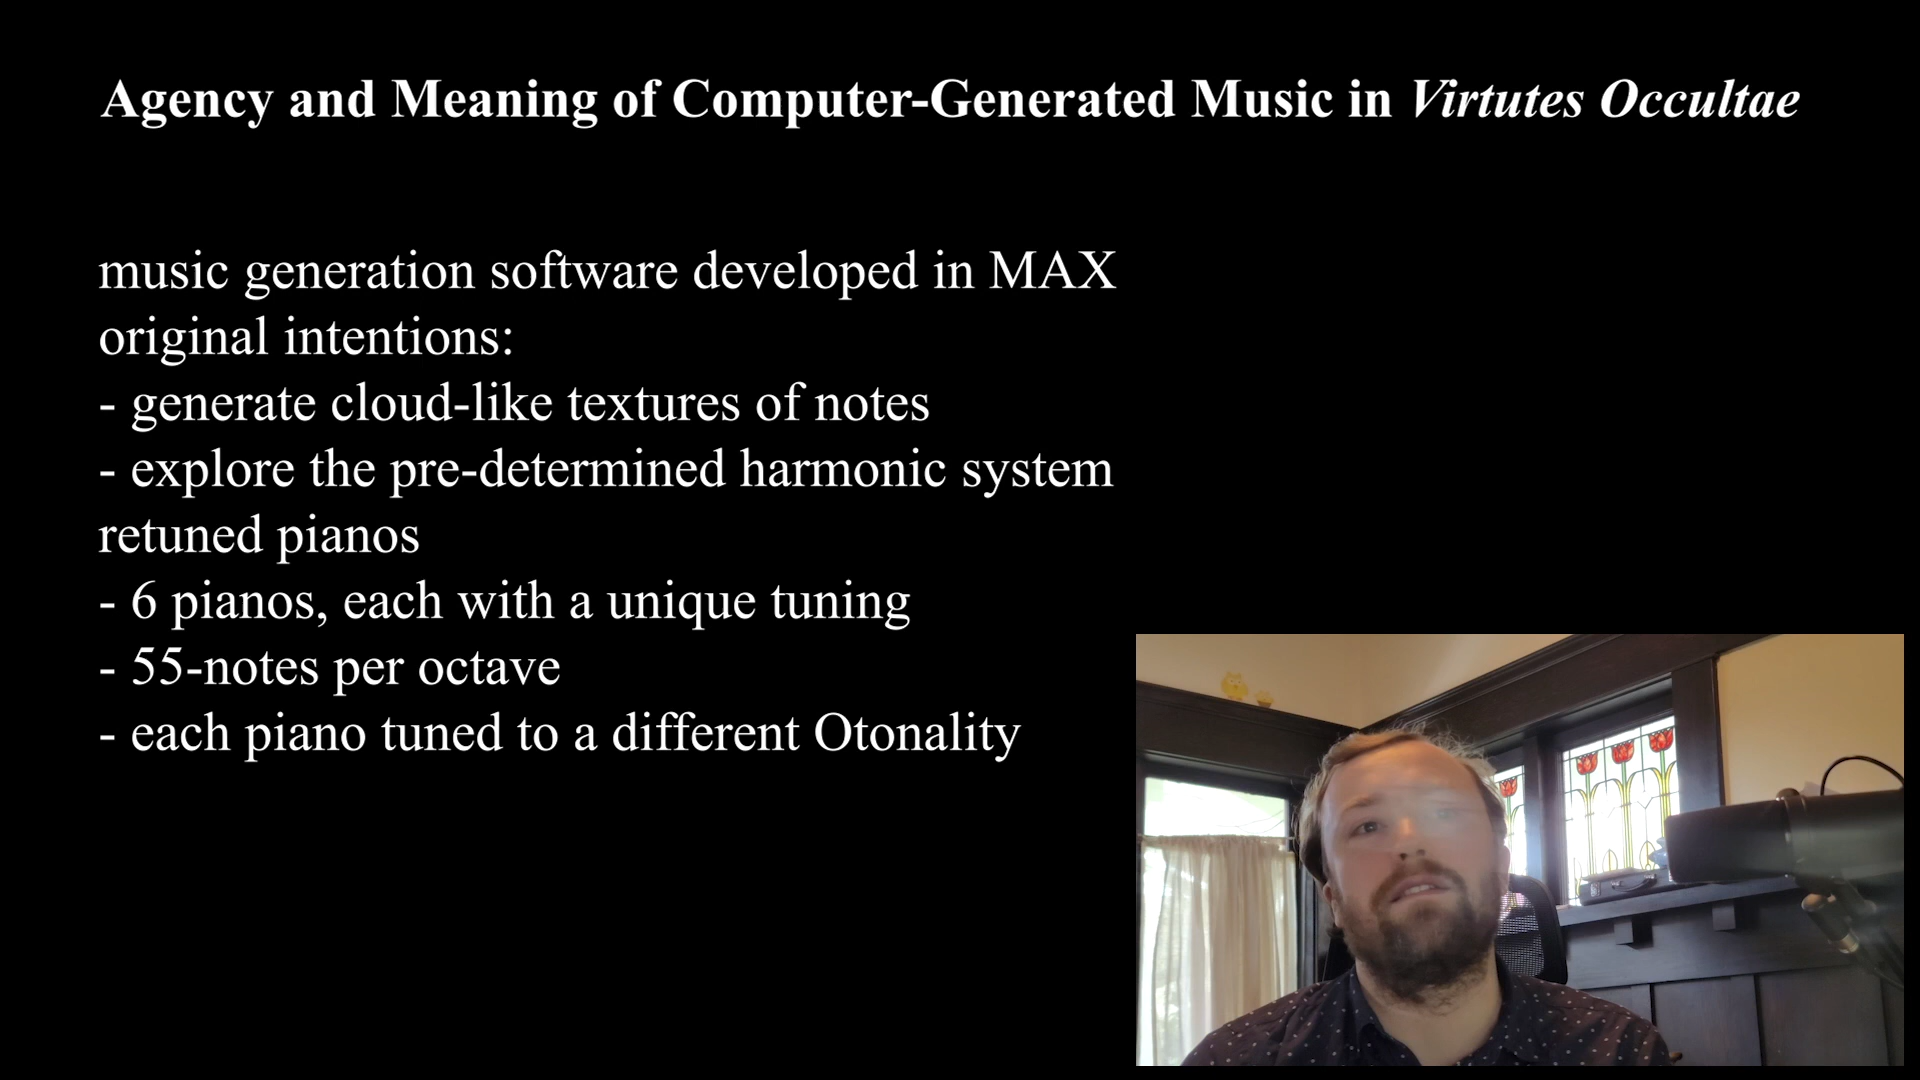 Agency and Meaning of Computer-Generated Music in Virtutes Occultae
music generation software developed in MAX
original intentions:
- generate cloud-like textures of notes
- explore the pre-determined harmonic system
retuned pianos
- 6 pianos, each with a unique tuning
- 55-notes per octave
- each piano tuned to a different Otonality